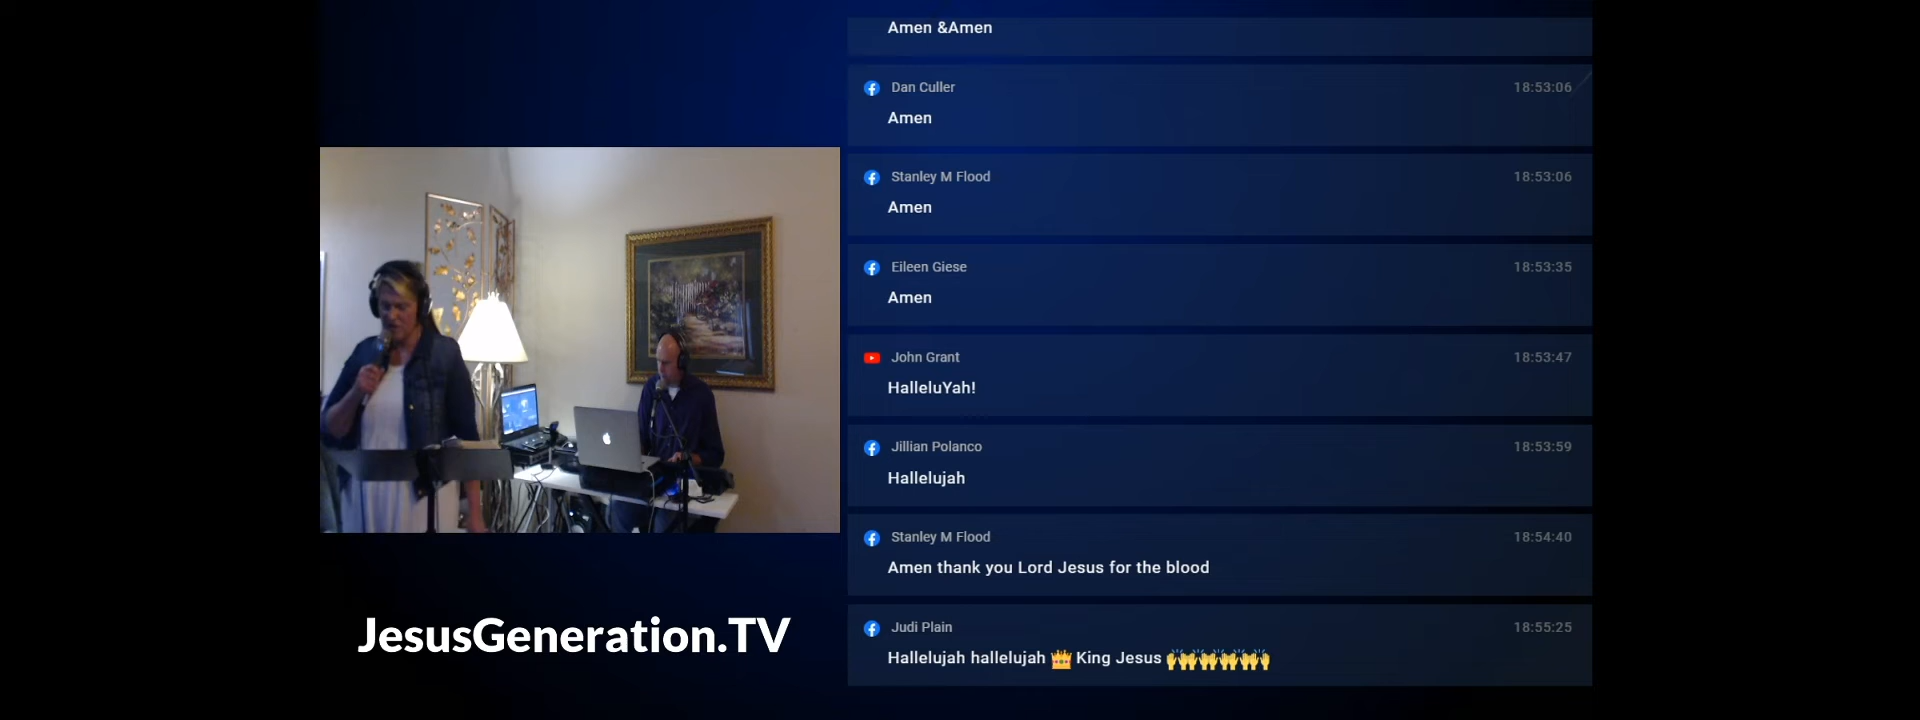 Amen &Amen
Dan Culler 18:53:06
Amen
Stanley M Flood 18:53:06
Amen
Eileen Giese 18:53:35
Amen
John Grant 18:53:47
HalleluYah!
Jillian Polanco 18:53:59
Hallelujah
Stanley M Flood 18:54:40
Amen thank you Lord Jesus for the blood
Judi Plain 18:55:25
Hallelujah hallelujah 👑 King Jesus 🙌🙌🙌🙌🙌
JesusGeneration.TV